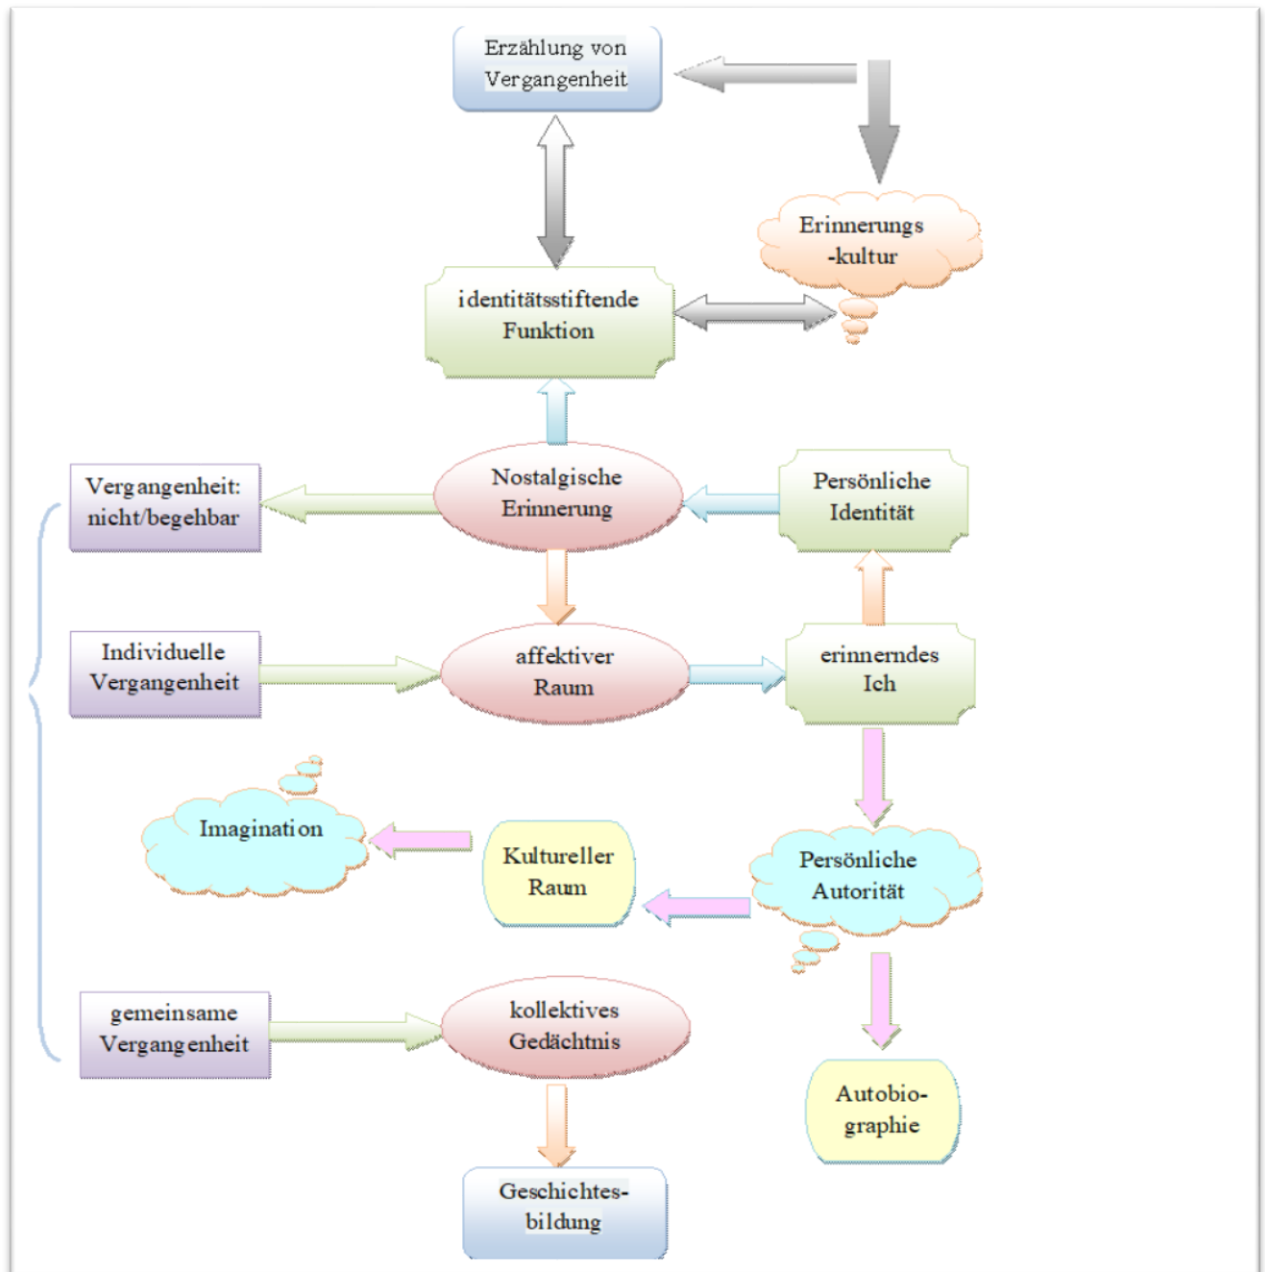 Erzählung von
Vergangenheit
Erinnerungs
-kultur
identitätsstiftende
Funktion
Vergangenheit:
nicht/begehbar
Nostalgische
Erinnerung
Persönliche
Identität
Individuelle
Vergangenheit
affektiver
Raum
erinnerndes
Ich
Imagination
Kultureller
Raum
Persönliche
Autorität
gemeinsame
Vergangenheit
kollektives
Gedächtnis
Autobio-
graphie
Geschichtes-
bildung